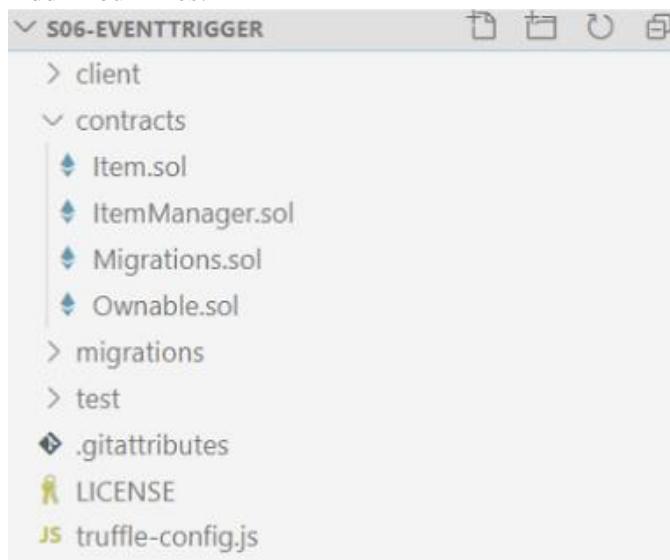 S06-EVENTTRIGGER
client
contracts
Item.sol
ItemManager.sol
Migrations.sol
Ownable.sol
migrations
test
.gitattributes
LICENSE
JS truffle-config.js